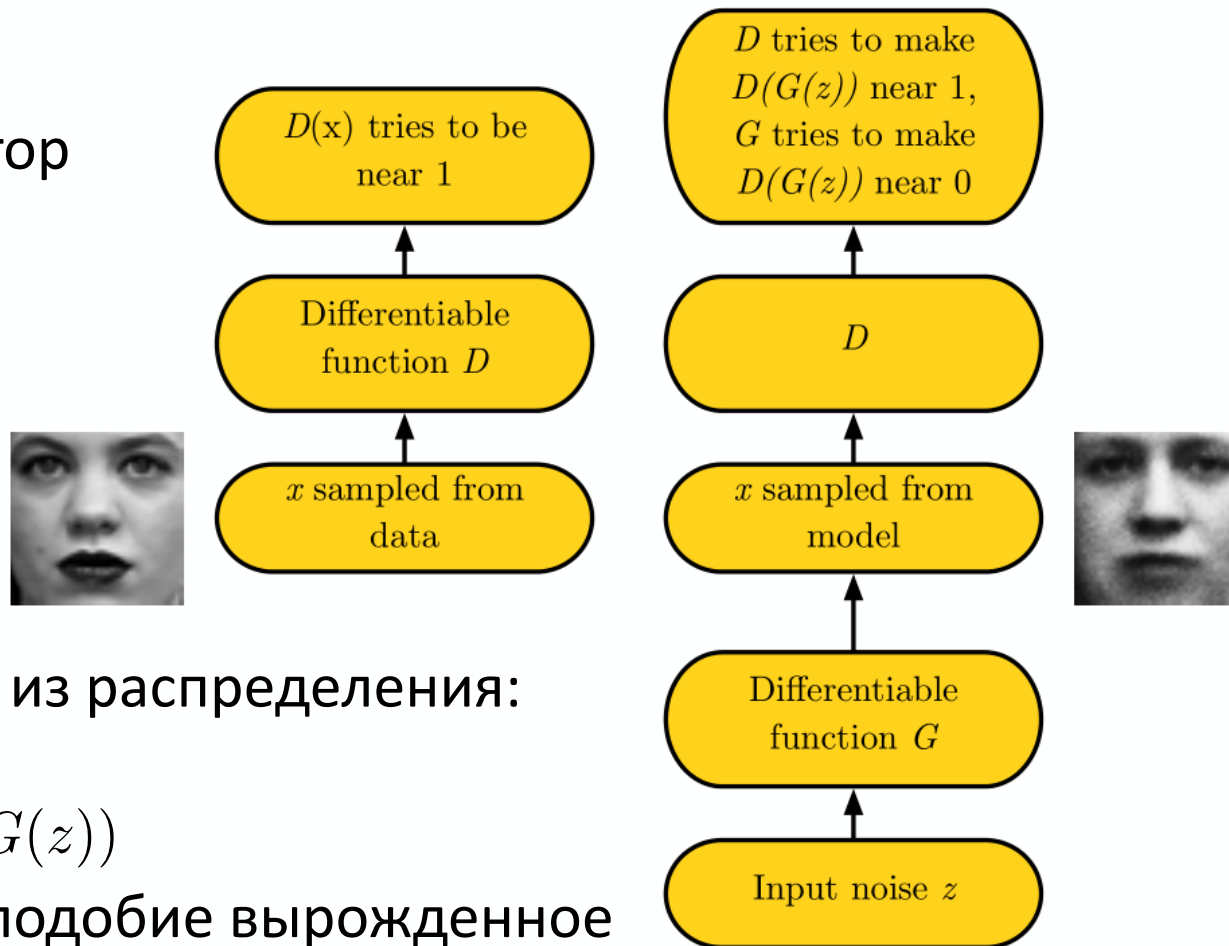 тор
D(x) tries to be
near 1
Differentiable
function D
x sampled from
data
D tries to make
D(G(z)) near 1,
G tries to make
D(G(z)) near 0
D
x sampled from
model
Differentiable
function G
Input noise z
из распределения:
G(z))
подобие вырожденное